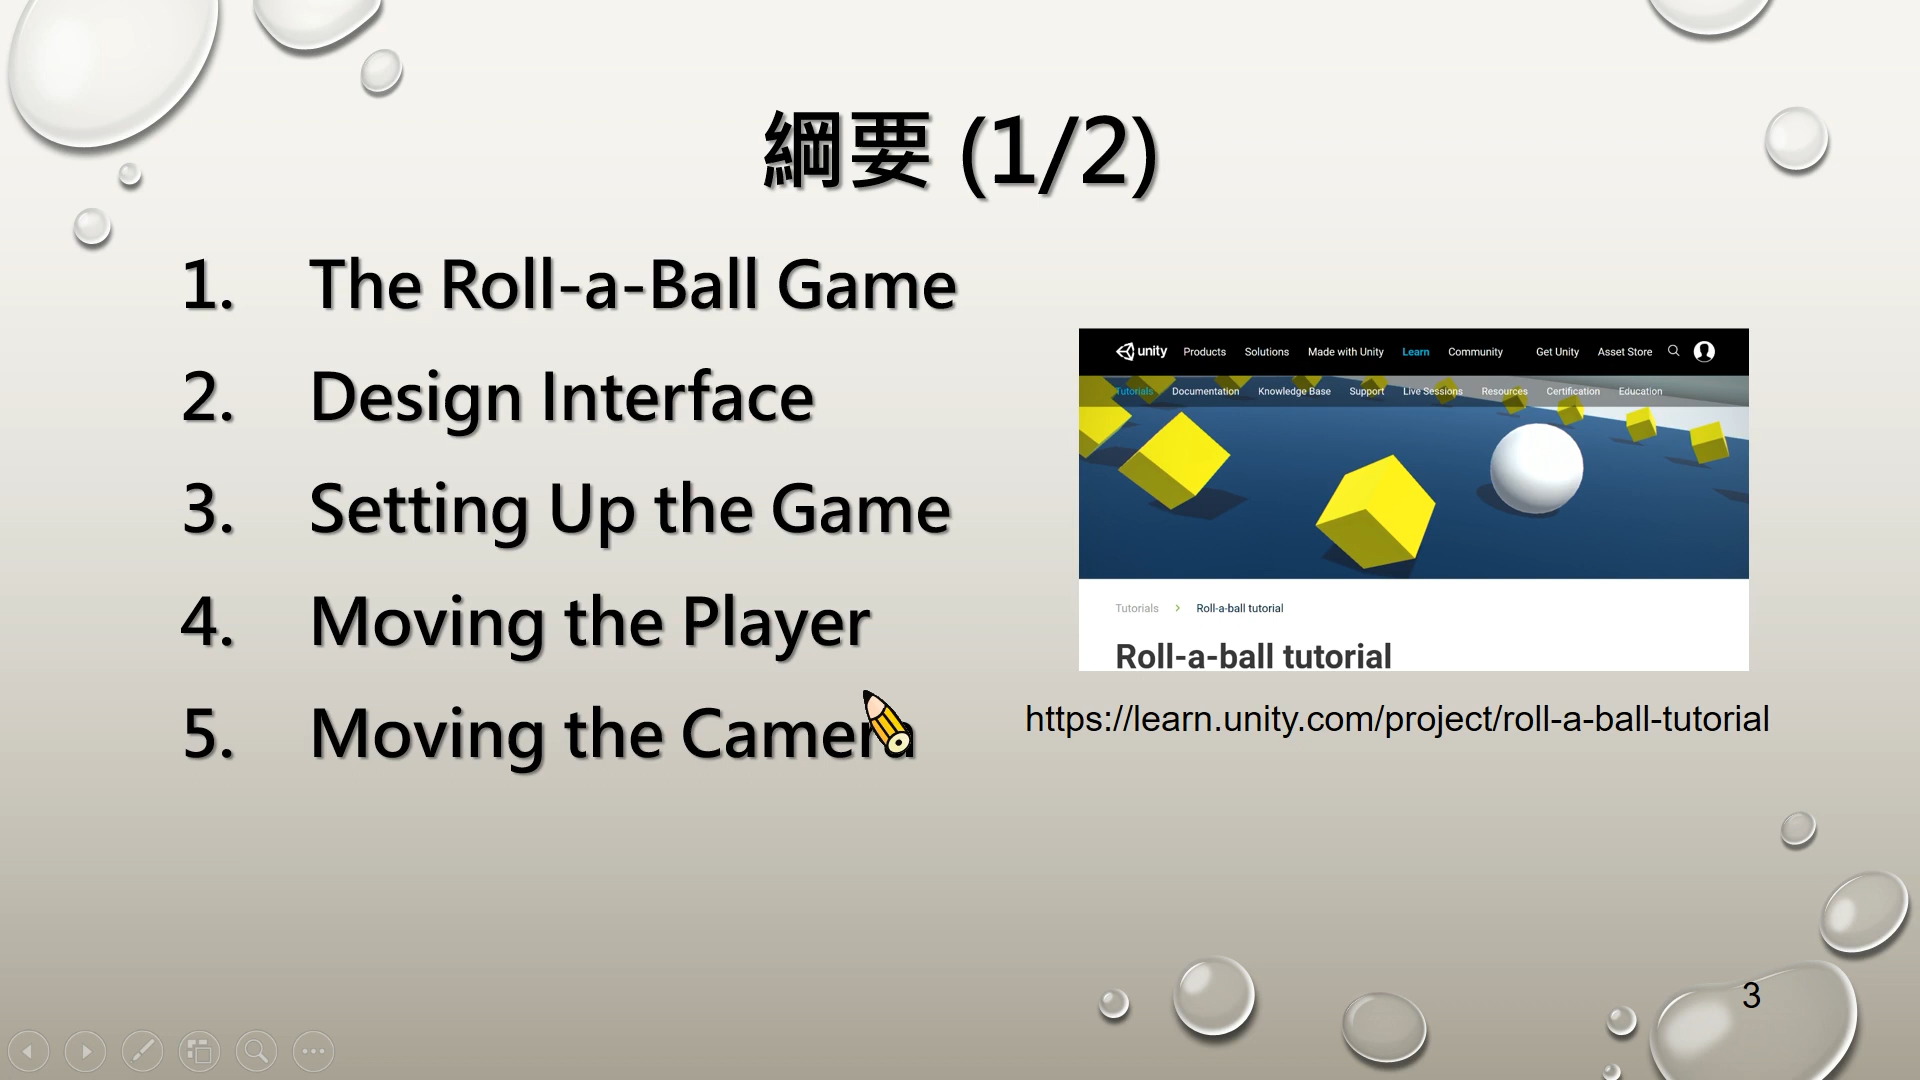 綱要 (1/2)
1. The Roll-a-Ball Game
2. Design Interface
3. Setting Up the Game
4. Moving the Player
5. Moving the Camera
unity Products Solutions Made with Unity Learn Community Get Unity Asset Store
Tutorials Documentation Knowledge Base Support Live Sessions Resources Certification Education
Tutorials > Roll-a-ball tutorial
Roll-a-ball tutorial
https://learn.unity.com/project/roll-a-ball-tutorial
3